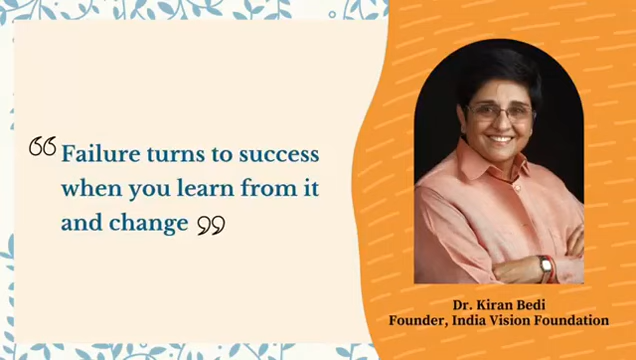 “ Failure turns to success
when you learn from it
and change ”
Dr. Kiran Bedi
Founder, India Vision Foundation